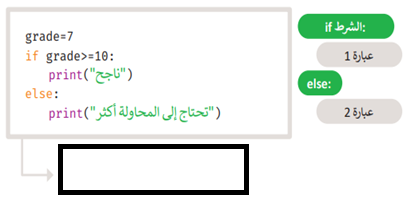 grade=7
if grade>=10:
print("ناجح")
else:
print("تحتاج إلى المحاولة أكثر")
if الشرط:
عبارة 1
else:
عبارة 2